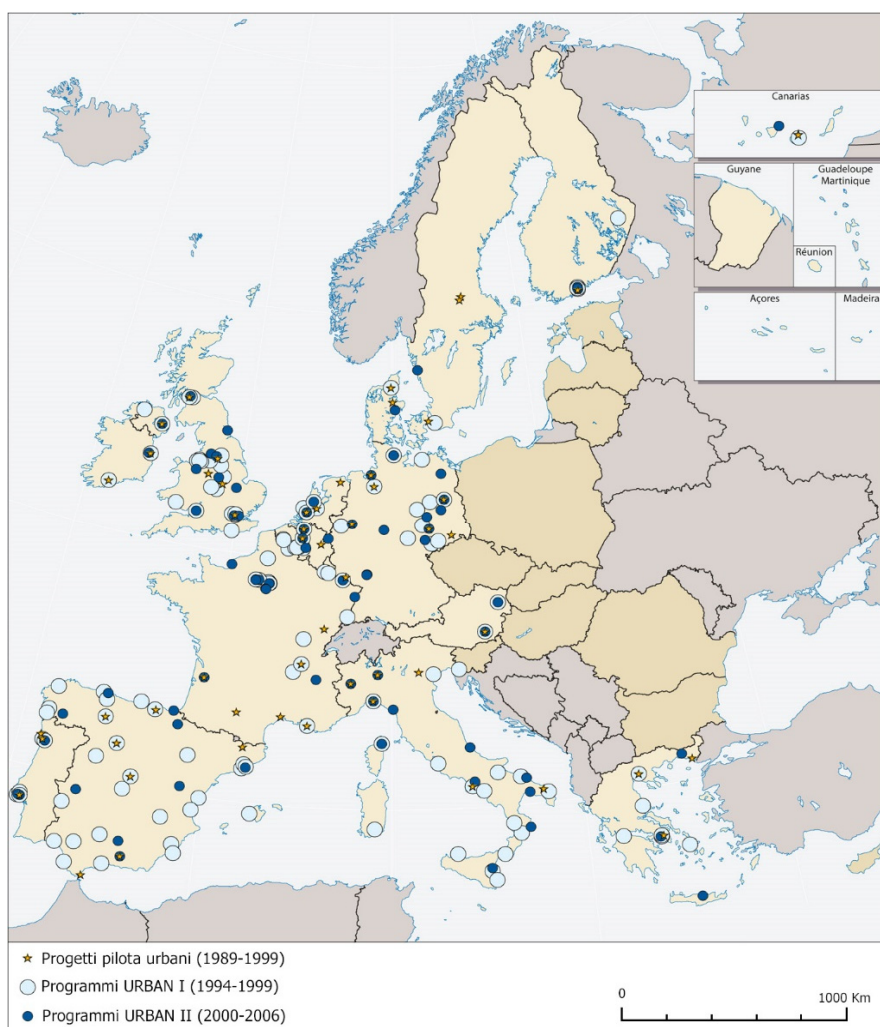 Canarias
Guyane
Guadeloupe
Martinique
Réunion
Açores
Madeira
Progetti pilota urbani (1989-1999)
Programmi URBAN I (1994-1999)
Programmi URBAN II (2000-2006)
0
1000 Km